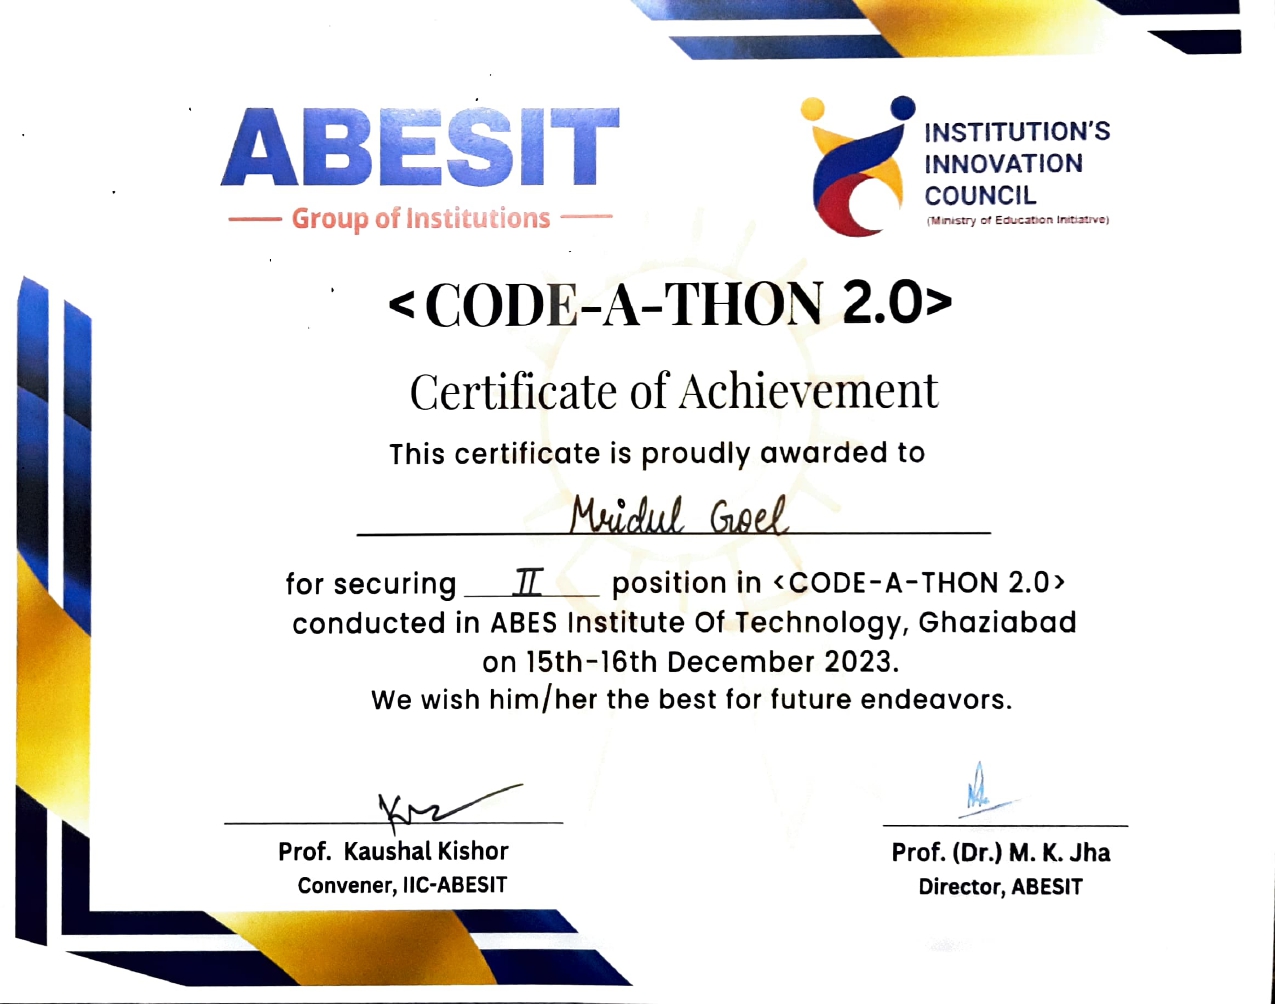 ABESIT
Group of Institutions
INSTITUTION'S
INNOVATION
COUNCIL
(Ministry of Education Initiative)
<CODE-A-THON 2.0>
Certificate of Achievement
This certificate is proudly awarded to
Mridul Goel
for securing II position in <CODE-A-THON 2.0>
conducted in ABES Institute Of Technology, Ghaziabad
on 15th-16th December 2023.
We wish him/her the best for future endeavors.
Prof. Kaushal Kishor
Convener, IIC-ABESIT
Prof. (Dr.) M. K. Jha
Director, ABESIT